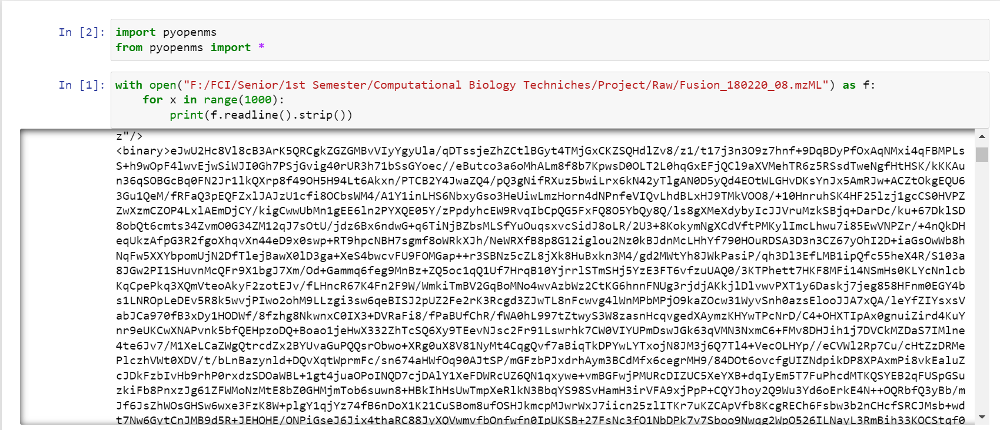 In [2]:
import pyopenms
from pyopenms import *
In [1]:
with open("F:/FCI/Senior/1st Semester/Computational Biology Techniches/Project/Raw/Fusion_180220_08.mzML") as f:
for x in range(1000):
print(f.readline().strip())
z"/>
<binary>eJwU2Hc8Vl8cB3ArK5QRCgkZGZGMBvVIyYgyUla/qDTssjeZhZCtlBGyt4TMjGxCKZSQHdlZv8/z1/t17j3n3O9z7hnf+9DqBDyPfOxAqNMxi4qFBMPLs
S+h9wOpF4lwvEjwSiWJI0Gh7PSjGvig40rUR3h71bSsGYoec//eButco3a6oMhALm8f8b7KpwsD0OLT2L0hqGxEFjQCl9aXVMehTR6z5RSsdTweNgfHtHSK/kKKAu
n36qSOBGcBq0FN2Jr1lkQXrp8f49OH5H94Lt6Akxn/PTCB2Y4JwaZQ4/pQ3gNifRXuz5bwiLrx6kN42yTlgAN0D5yQd4EOtWLGHvDKsYnJx5AmRJw+ACZtOkgEQU6
3Gu1QeM/fRFaQ3pEQFZxlJAJzU1cfi8OCbsWM4/A1Y1inLHS6NbxyGso3HeUiwLmzHorn4dNPnfeVIQvLhdBLxHJ9TMkVOO8/+10HnruhSK4HF25lzj1gcCS0HVPZ
ZwXzmCZOP4LxlAEmDjCY/kigCwwUbMn1gEE6ln2PYXQE05Y/zPpdyhcEW9RvqIbCpQG5FxFQ8O5YbQy8Q/ls8gXMeXdybyIcJJVruMzkSBjq+DarDc/ku+67DklSD
8obQt6cmts34ZvmO0G34ZM12qJ7sOtU/jdz6Bx6ndwG+q6TiNjBZbsMLSfYuOuqsxvcSidJ8oLR/2U3+8KokymNgXCdVftPMKylImcLhwu7i85EwVNPZr/+4nQkDH
eqUkzAfpG3R2fgoXhqvXn44eD9x0swp+RT9hpcNBH7sgmf8oWRkXJh/NeWRXfB8p8G12iglou2Nz0kBJdnMcLHhYf790HOuRDSA3D3n3CZ67yOhI2D+iaGsOwWb8h
NqFw5XXYbpomUjN2DfTlejBawX0lD3ga+XeS4bwcvFU9FOMGap++r3SBNz5cZL8jXk8HuBxkn3M4/gd2MWtYh8JWkPasiP/qh3Dl3EfLMB1ipQfc55heX4R/S103a
8JGw2PI1SHuvnMcQFr9X1bgJ7Xm/Od+Gammq6feg9MnBz+ZQ5oc1qQ1Uf7HrqB10YjrrlSTmSHj5YzE3FT6vfzuUAQ0/3KTPhett7HKF8MFi14NSmHs0KLYcNnlcb
KqCpePkq3XQmVteoAkyF2zotEJv/fLHncR67K4Fn2F9W/WmkiTmBV2GqBoMNo4wvAzbWz2CtKG6hnnFNUg3rjdjAKkjlDlvwvPXT1y6Daskj7jeg858HFnm0EGY4b
s1LNROpLeDEv5R8k5wvjPIwo2ohM9LLzgi3sw6qeBISJ2pUZ2Fe2rK3Rcgd3ZJwTL8nFcwvg4lWnMPbMPjO9kaZOcw31WyvSnh0azsElooJJA7xQA/leYfZIYsxsV
abJCa970fB3xDy1HODWf/8fzhg8NkwnxC0IX3+DVRaFi8/fPaBUfChR/fWA0hL997tZtwyS3W8zasnHcqvgedXAymzKHYwTPcNrD/C4+OHXTIpAx0gnuiZird4KuY
nr9eUKCwXNAPvnk5bfQEHpzoDQ+Boao1jeHwX332ZhTcSQ6Xy9TEevNJsc2Fr91Lswrhk7CW0VIYUPmDswJGk63qVMN3NxmC6+FMv8DHJih1j7DVCkMZDaS7IMlne
4te6Jv7/M1XeLCaZWgQtrcdZx2BYUvaGuPQQsrObwo+XRg0uX8V81NyMt4CqgQvf7aBiqTkDPYwLYTxojN8JM3j6Q7Tl4+VecOLHYp//eCVWl2Rp7Cu/cHtZzDRMe
PlczhVWt0XDV/t/bLnBazynld+DQvXqtWprmFc/sn674aHWfOq90AJtSP/mGFzbPJxdrhAym3BCdMfx6cegrMH9/84DOt6ovcfgUIZNdpikDP8XPAxmPi8vkEaluZ
cJDkFzbIvHb9rhP0rxdzSDOaWBL+1gt4juaOPoINQD7cjDAlY1XeFDWRcUZ6QN1qxywe+vmBGFwjPMURcDIZUC5XeYXB+dqIyEm5T7FuPhcdMTKQSYEB2qFUSpGSu
zkiFb8PnxzJg61ZFWMoNzMtE8bZ0GHMjmTob6suwn8+HBkIhHsUwTmpXeRlkN3BbqYS98SvHamH3irVFA9xjPpP+CQYJhoy2Q9Wu3Yd6oErkE4N++OQRbfQ3yBb/m
Jf6JsZhWOsGHSw6wxe3FzK8W+plgY1qjYz74fB6nDoX1K21CuSBom8ufOSHJkmcpMJwrWxJ7iicn25zlITKr7uKZCApVfb8KcgRECh6Fsbw3b2nCHcfSRCJMsb+wd
t7Nw6GytCnJMB9d5R+JEHOHE/ONPiGseJ6Jix4thaRC88JyXQVwmvfbOnfwfn0IpUKSB+27FsNc3fO1NbDPk7v7Sboo9Nwqg2WpO526ILNayL3RmBih33KOCStqf0